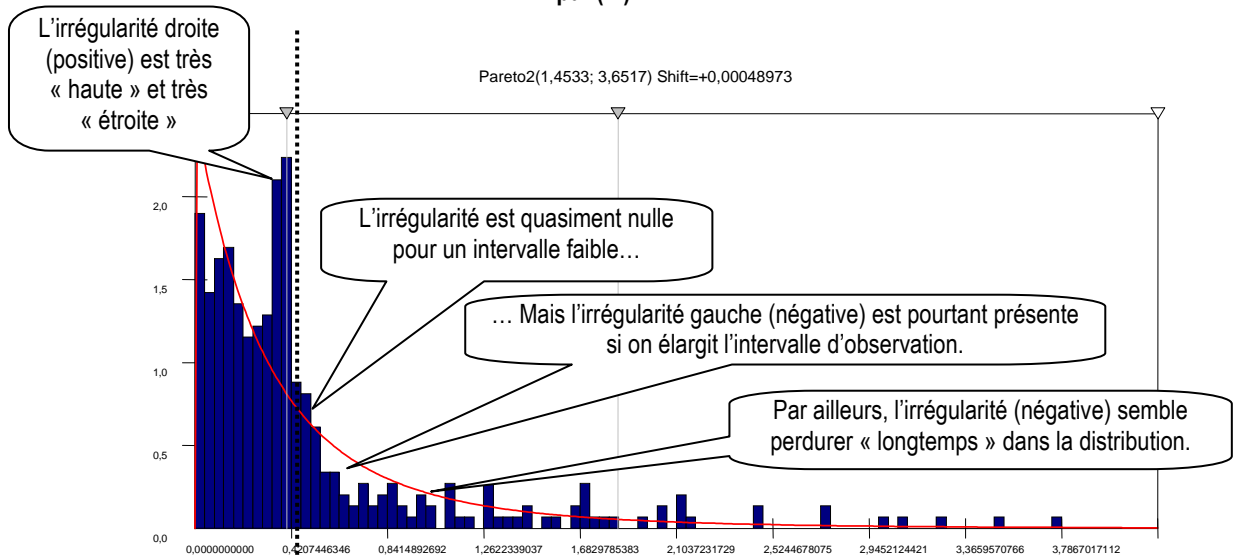 L'irrégularité droite
(positive) est très
« haute » et très
« étroite »
Pareto2(1,4533; 3,6517) Shift=+0,00048973
L'irrégularité est quasiment nulle
pour un intervalle faible…
… Mais l'irrégularité gauche (négative) est pourtant présente
si on élargit l'intervalle d'observation.
Par ailleurs, l'irrégularité (négative) semble
perdurer « longtemps » dans la distribution.
2,0
1,5
1,0
0,5
0,0
0,0000000000 0,4207446346 0,8414892692 1,2622339037 1,6829785383 2,1037231729 2,5244678075 2,9452124421 3,3659570766 3,7867017112